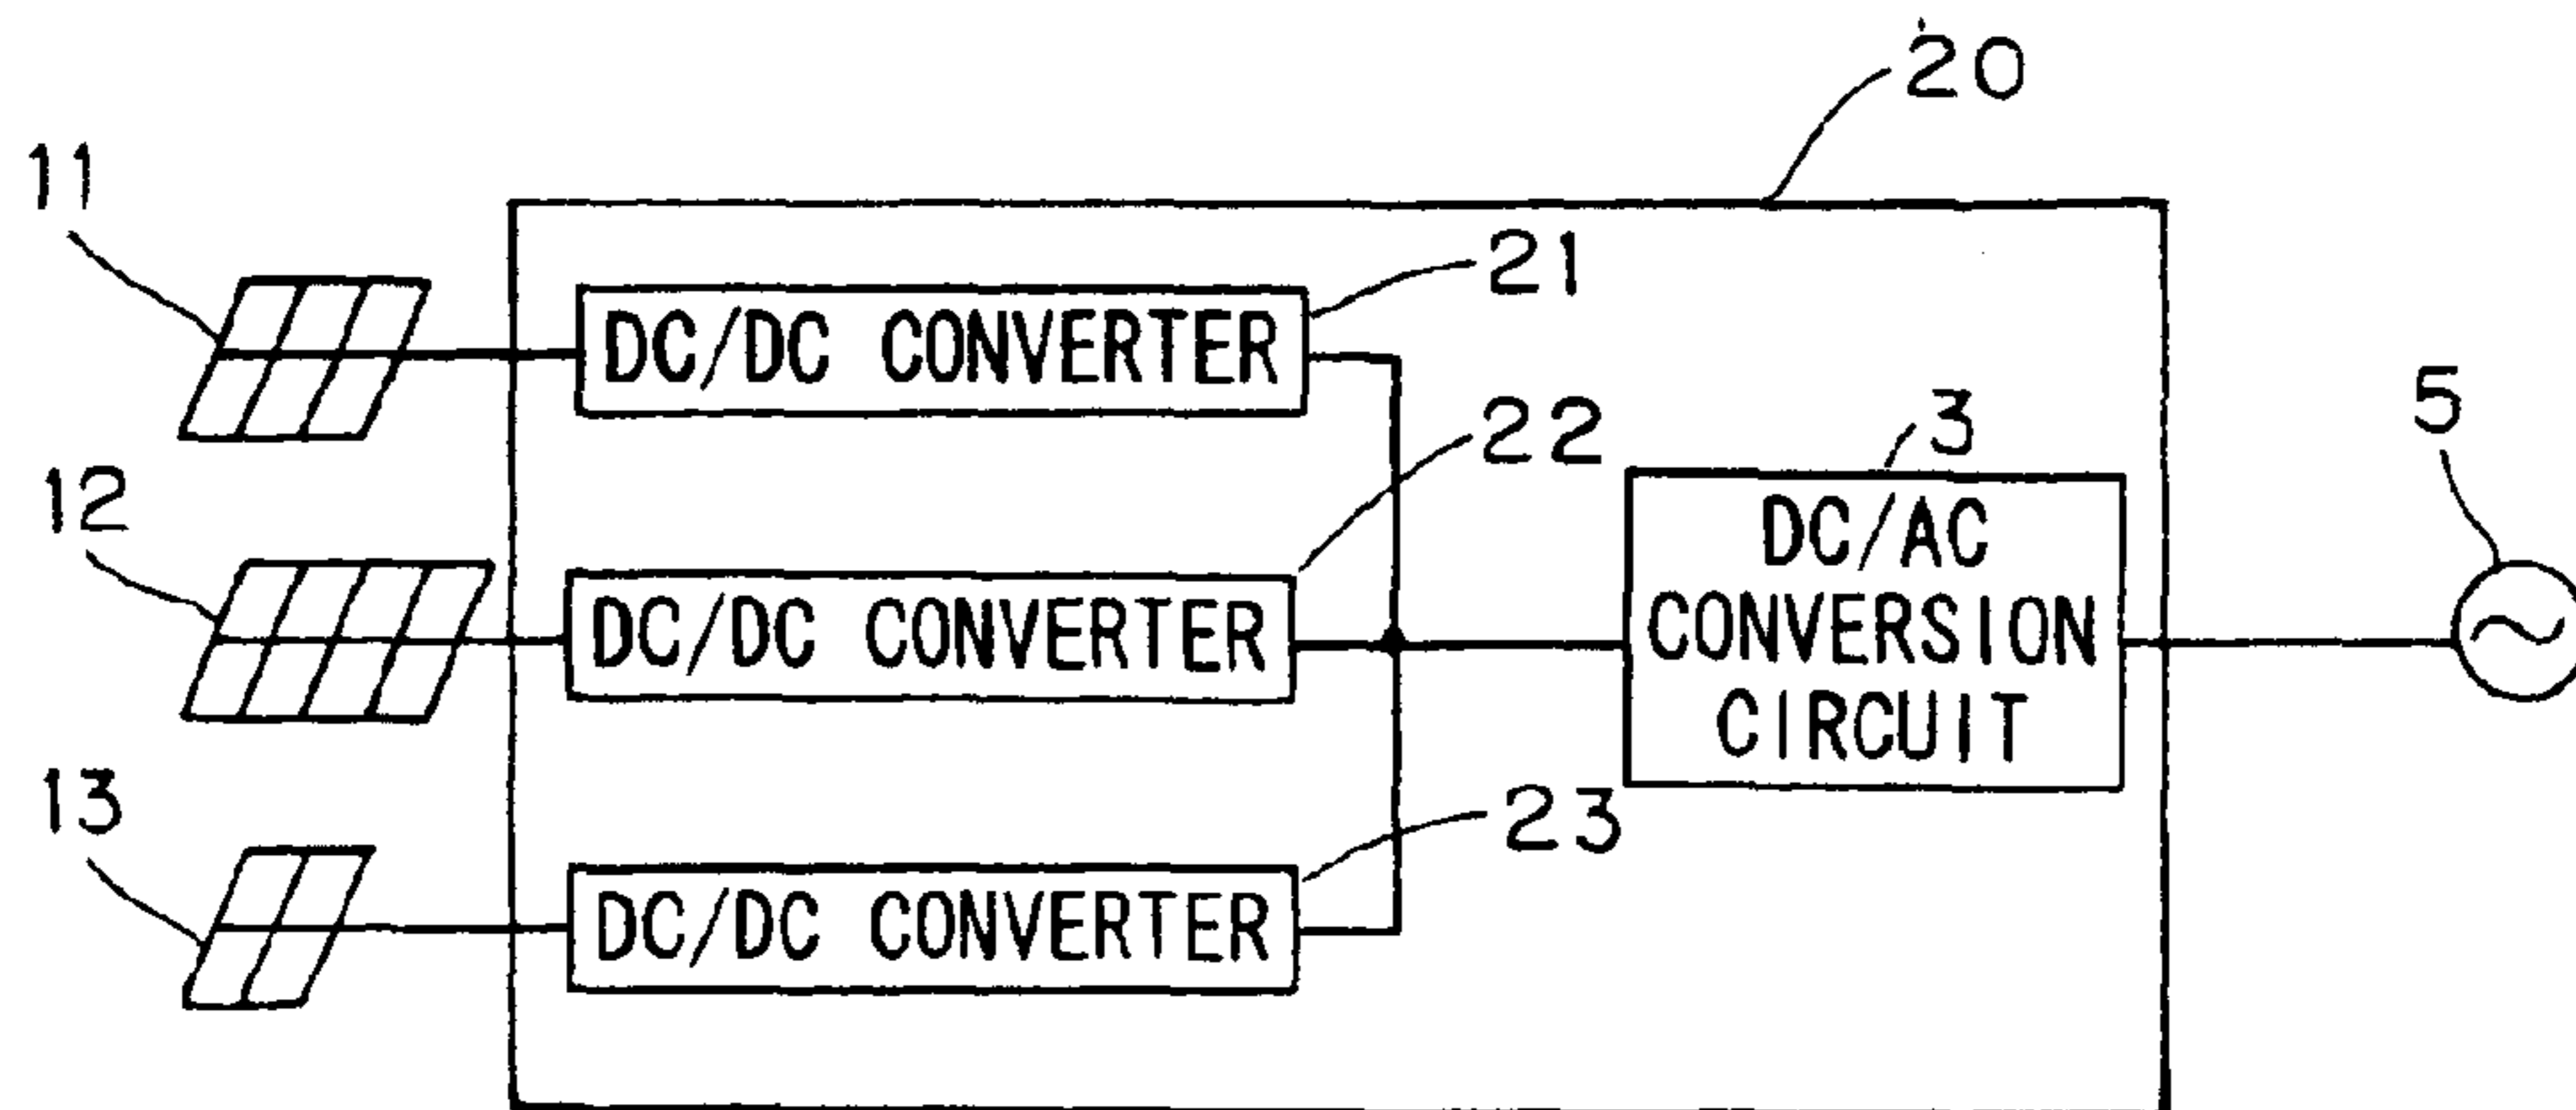 20
11
21
DC/DC CONVERTER
22
3
5
12
DC/AC
CONVERSION
CIRCUIT
DC/DC CONVERTER
13
23
DC/DC CONVERTER